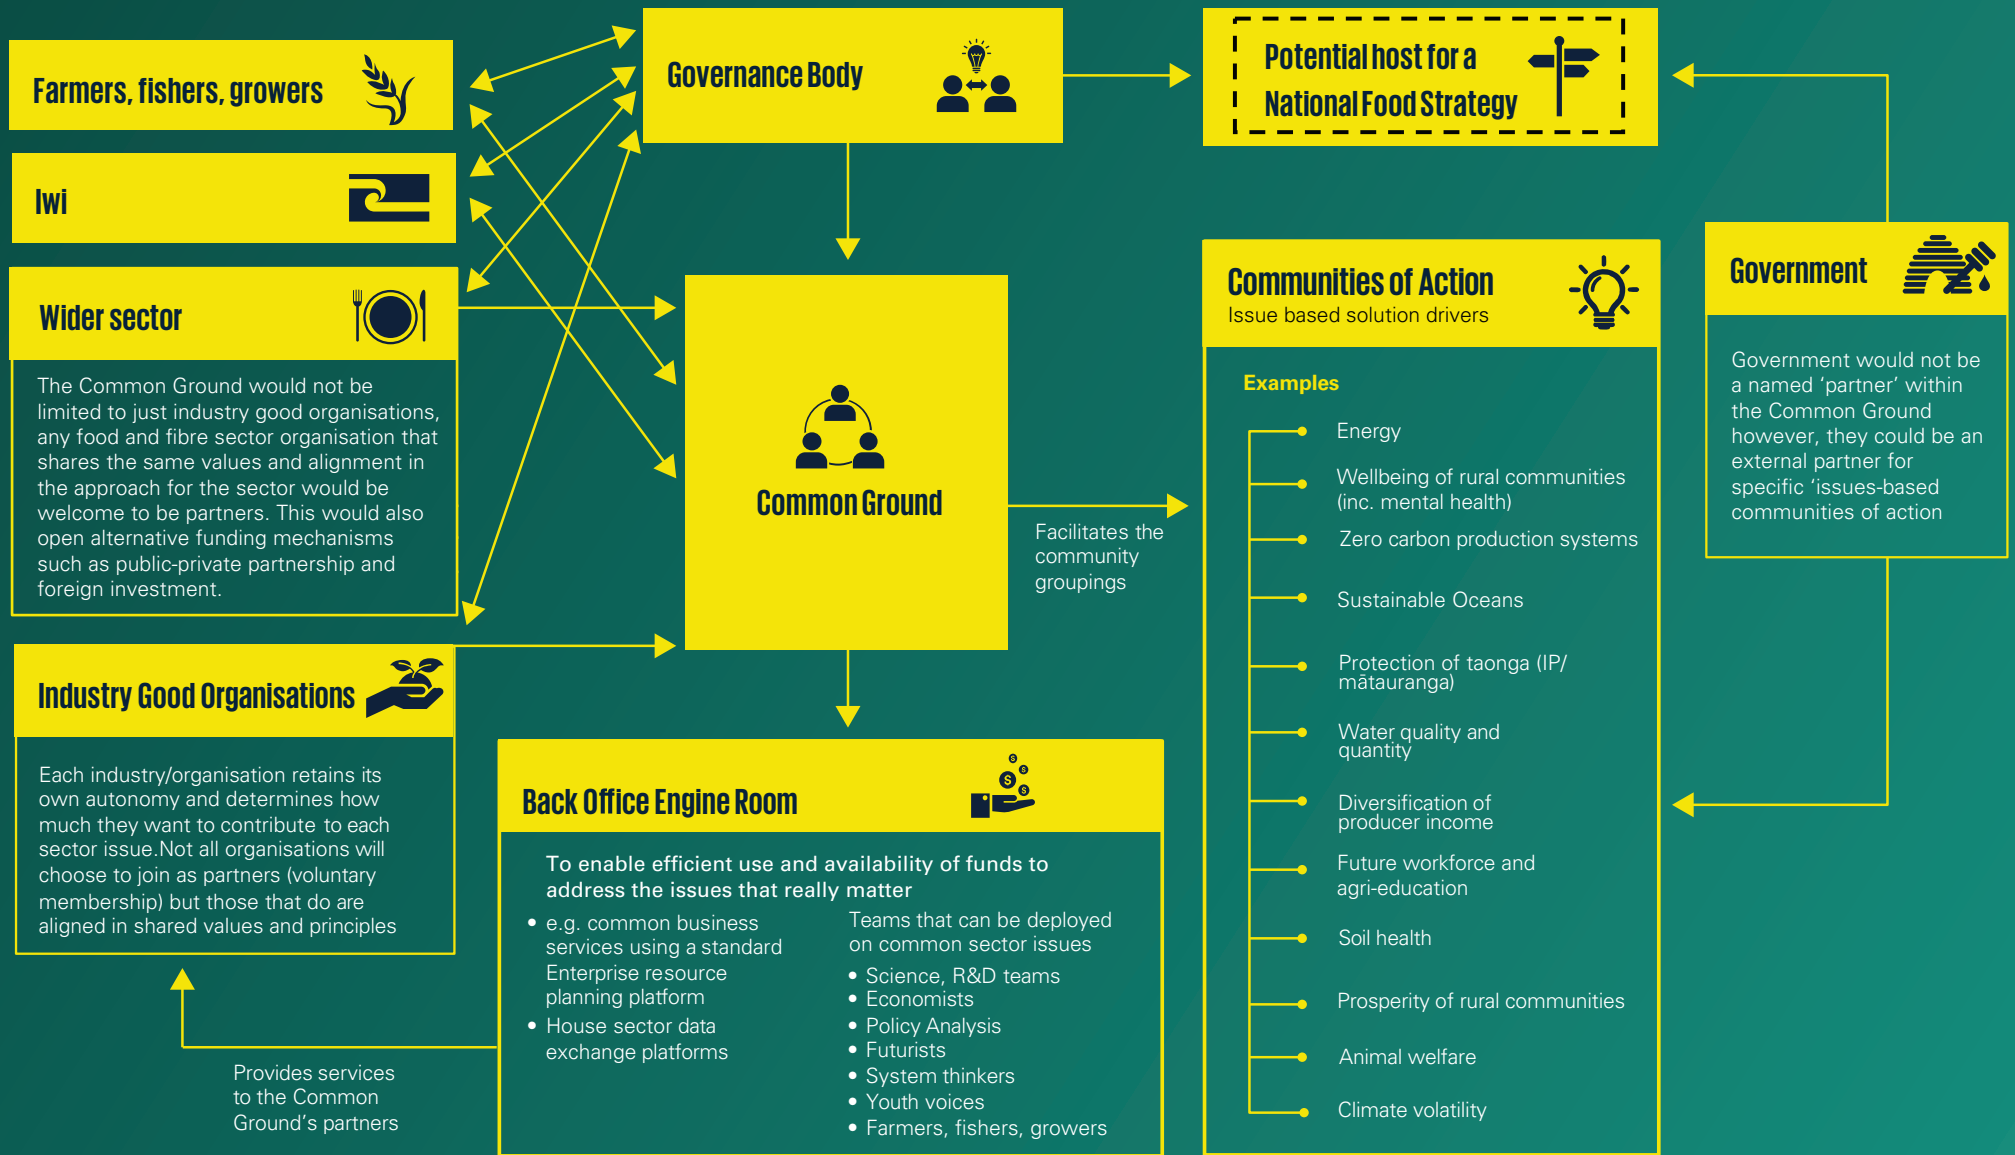 Farmers, fishers, growers
Iwi
Wider sector
The Common Ground would not be
limited to just industry good organisations,
any food and fibre sector organisation that
shares the same values and alignment in
the approach for the sector would be
welcome to be partners. This would also
open alternative funding mechanisms
such as public-private partnership and
foreign investment.
Industry Good Organisations
Each industry/organisation retains its
own autonomy and determines how
much they want to contribute to each
sector issue.Not all organisations will
choose to join as partners (voluntary
membership) but those that do are
aligned in shared values and principles
Provides services
to the Common
Ground's partners
Governance Body
Common Ground
Facilitates the
community
groupings
Back Office Engine Room
To enable efficient use and availability of funds to
address the issues that really matter
• e.g. common business
services using a standard
Enterprise resource
planning platform
• House sector data
exchange platforms
Teams that can be deployed
on common sector issues
• Science, R&D teams
• Economists
• Policy Analysis
• Futurists
• System thinkers
• Youth voices
• Farmers, fishers, growers
Potential host for a
National Food Strategy
Communities of Action
Issue based solution drivers
Examples
Energy
Wellbeing of rural communities
(inc. mental health)
Zero carbon production systems
Sustainable Oceans
Protection of taonga (IP/
mātauranga)
Water quality and
quantity
Diversification of
producer income
Future workforce and
agri-education
Soil health
Prosperity of rural communities
Animal welfare
Climate volatility
Government
Government would not be
a named ‘partner’ within
the Common Ground
however, they could be an
external partner for
specific ‘issues-based
communities of action